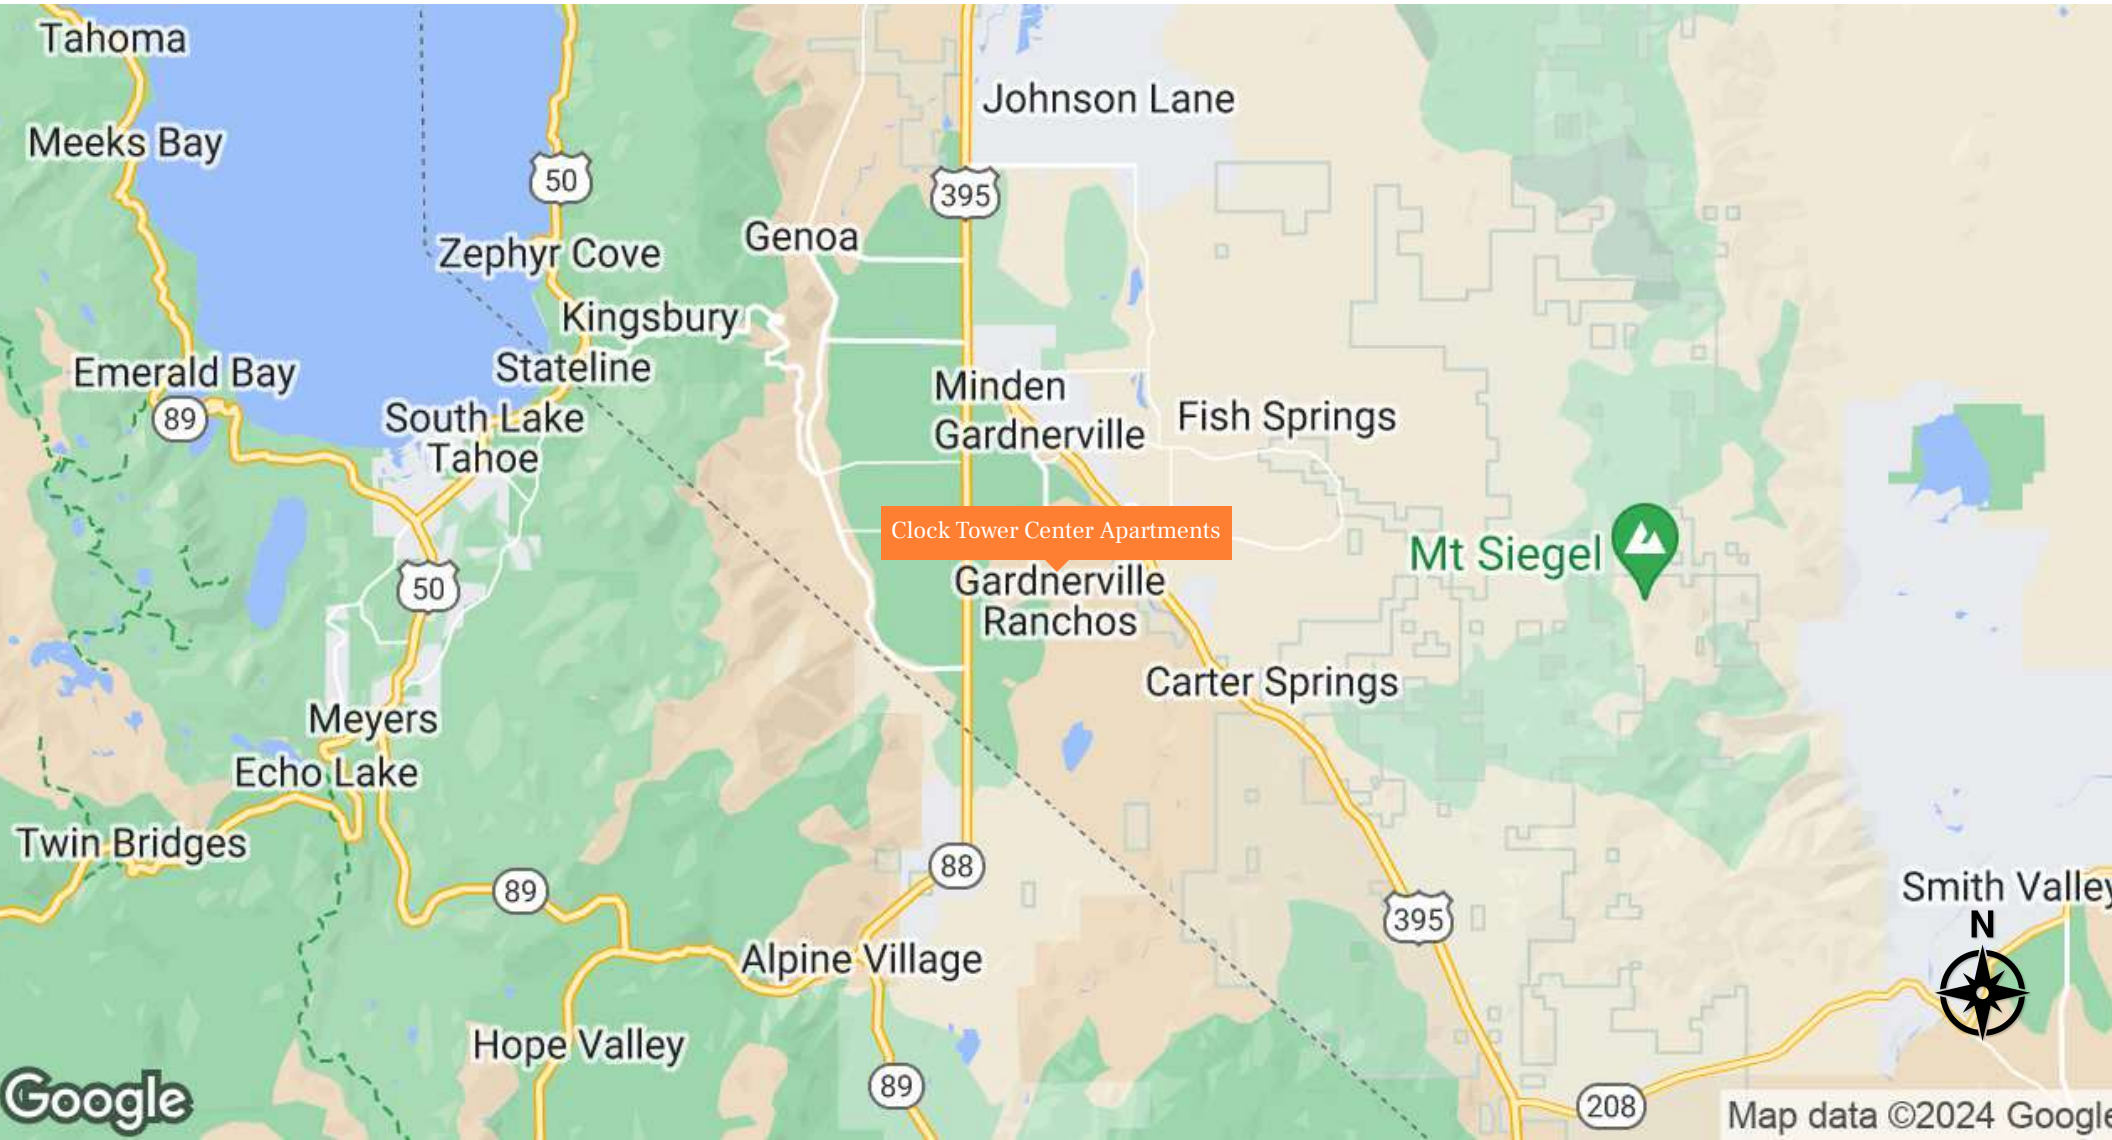 Tahoma
Johnson Lane
Meeks Bay
50
395
Genoa
Zephyr Cove
Kingsbury
Stateline
Emerald Bay
89
South Lake
Tahoe
Minden
Gardnerville
Fish Springs
Clock Tower Center Apartments
Mt Siegel
50
Gardnerville
Ranchos
Carter Springs
Meyers
Echo Lake
Twin Bridges
88
89
395
Smith Valley
N
Alpine Village
Hope Valley
89
208
Google
Map data ©2024 Google